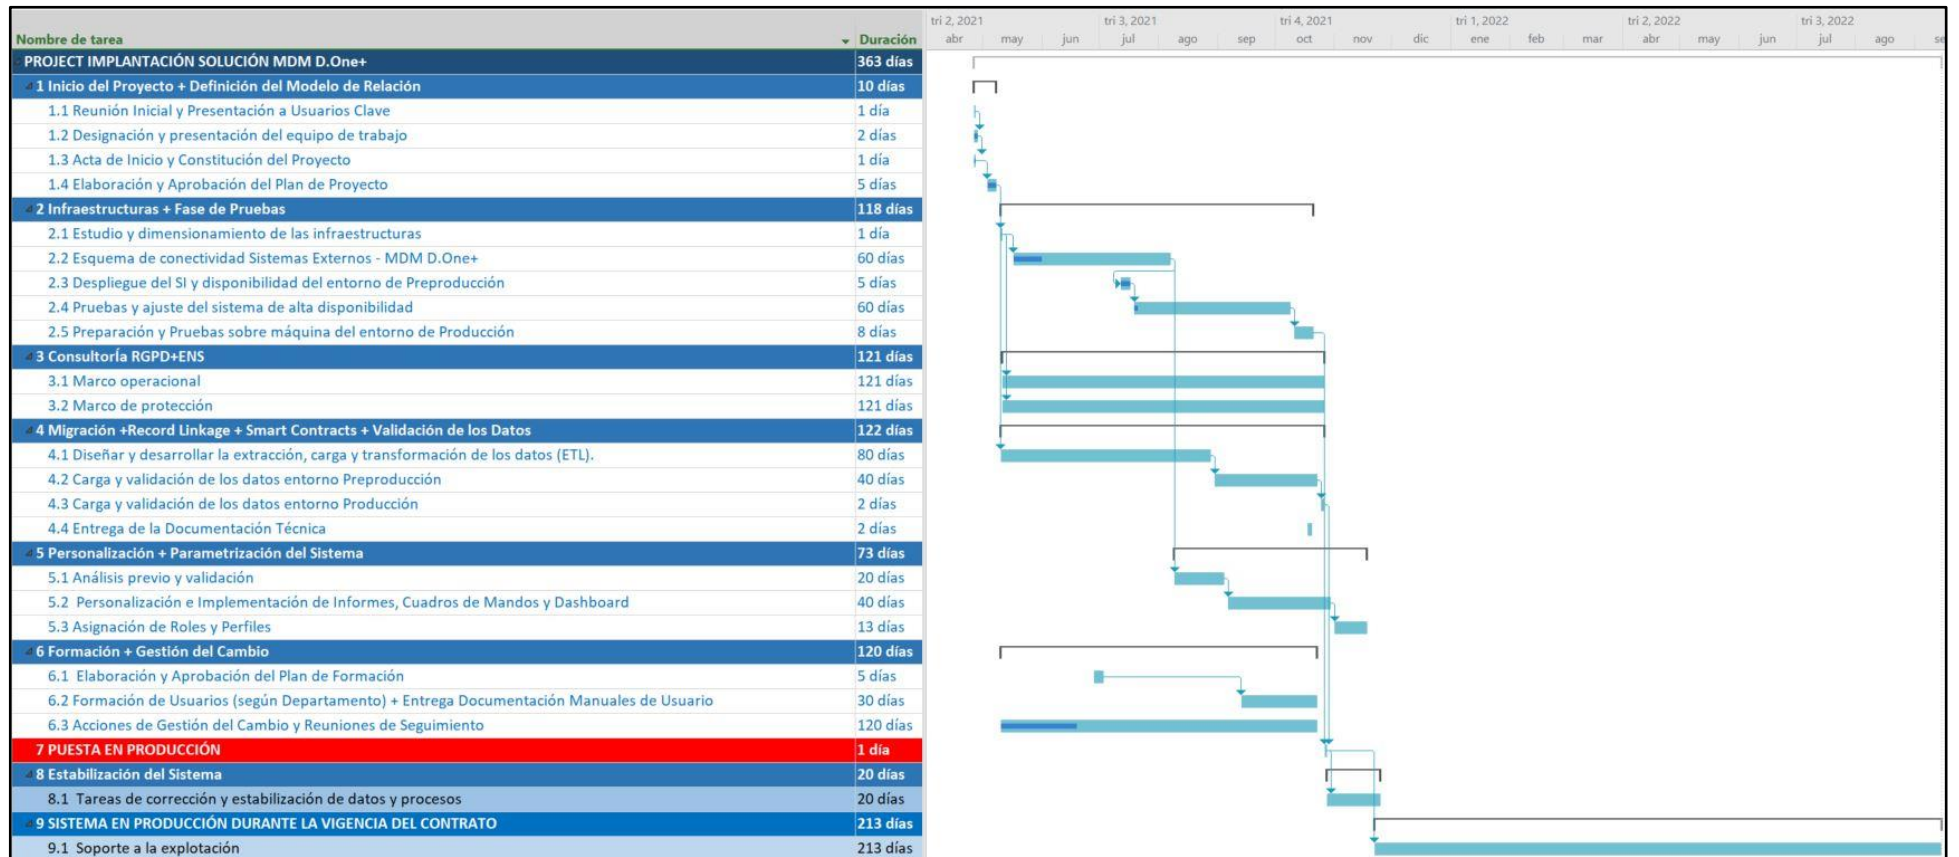 tri 2, 2021 tri 3, 2021 tri 4, 2021 tri 1, 2022 tri 2, 2022 tri 3, 2022
Nombre de tarea Duración abr may jun jul ago sep oct nov dic ene feb mar abr may jun jul ago se
PROJECT IMPLANTACIÓN SOLUCIÓN MDM D.One+ 363 días
1 Inicio del Proyecto + Definición del Modelo de Relación 10 días
1.1 Reunión Inicial y Presentación a Usuarios Clave 1 día
1.2 Designación y presentación del equipo de trabajo 2 días
1.3 Acta de Inicio y Constitución del Proyecto 1 día
1.4 Elaboración y Aprobación del Plan de Proyecto 5 días
2 Infraestructuras + Fase de Pruebas 118 días
2.1 Estudio y dimensionamiento de las infraestructuras 1 día
2.2 Esquema de conectividad Sistemas Externos - MDM D.One+ 60 días
2.3 Despliegue del SI y disponibilidad del entorno de Preproducción 5 días
2.4 Pruebas y ajuste del sistema de alta disponibilidad 60 días
2.5 Preparación y Pruebas sobre máquina del entorno de Producción 8 días
3 Consultoría RGPD+ENS 121 días
3.1 Marco operacional 121 días
3.2 Marco de protección 121 días
4 Migración +Record Linkage + Smart Contracts + Validación de los Datos 122 días
4.1 Diseñar y desarrollar la extracción, carga y transformación de los datos (ETL). 80 días
4.2 Carga y validación de los datos entorno Preproducción 40 días
4.3 Carga y validación de los datos entorno Producción 2 días
4.4 Entrega de la Documentación Técnica 2 días
5 Personalización + Parametrización del Sistema 73 días
5.1 Análisis previo y validación 20 días
5.2 Personalización e Implementación de Informes, Cuadros de Mandos y Dashboard 40 días
5.3 Asignación de Roles y Perfiles 13 días
6 Formación + Gestión del Cambio 120 días
6.1 Elaboración y Aprobación del Plan de Formación 5 días
6.2 Formación de Usuarios (según Departamento) + Entrega Documentación Manuales de Usuario 30 días
6.3 Acciones de Gestión del Cambio y Reuniones de Seguimiento 120 días
7 PUESTA EN PRODUCCIÓN 1 día
8 Estabilización del Sistema 20 días
8.1 Tareas de corrección y estabilización de datos y procesos 20 días
9 SISTEMA EN PRODUCCIÓN DURANTE LA VIGENCIA DEL CONTRATO 213 días
9.1 Soporte a la explotación 213 días